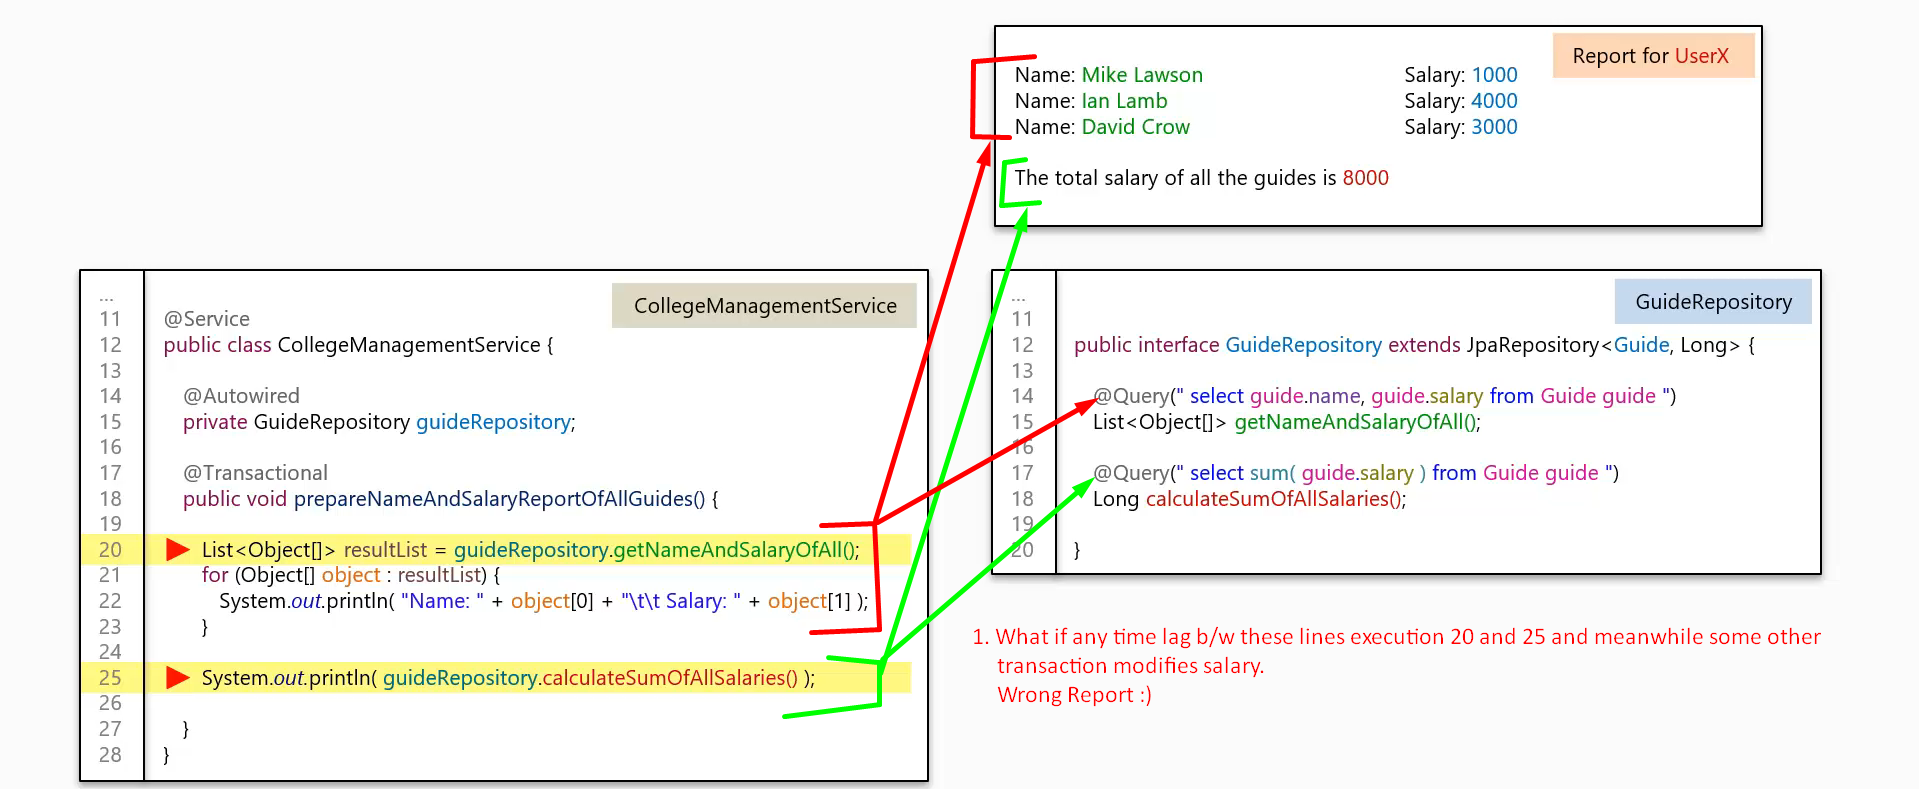 Report for UserX
Name: Mike Lawson Salary: 1000
Name: Ian Lamb Salary: 4000
Name: David Crow Salary: 3000
The total salary of all the guides is 8000
CollegeManagementService
...
11 @Service
12 public class CollegeManagementService {
13
14 @Autowired
15 private GuideRepository guideRepository;
16
17 @Transactional
18 public void prepareNameAndSalaryReportOfAllGuides() {
19
20 List<Object[]> resultList = guideRepository.getNameAndSalaryOfAll();
21 for (Object[] object : resultList) {
22 System.out.println( "Name: " + object[0] + "\t\t Salary: " + object[1] );
23 }
24
25 System.out.println( guideRepository.calculateSumOfAllSalaries() );
26
27 }
28 }
GuideRepository
...
11
12 public interface GuideRepository extends JpaRepository<Guide, Long> {
13
14 @Query(" select guide.name, guide.salary from Guide guide ")
15 List<Object[]> getNameAndSalaryOfAll();
16
17 @Query(" select sum( guide.salary ) from Guide guide ")
18 Long calculateSumOfAllSalaries();
19
20 }
1. What if any time lag b/w these lines execution 20 and 25 and meanwhile some other
transaction modifies salary.
Wrong Report :)